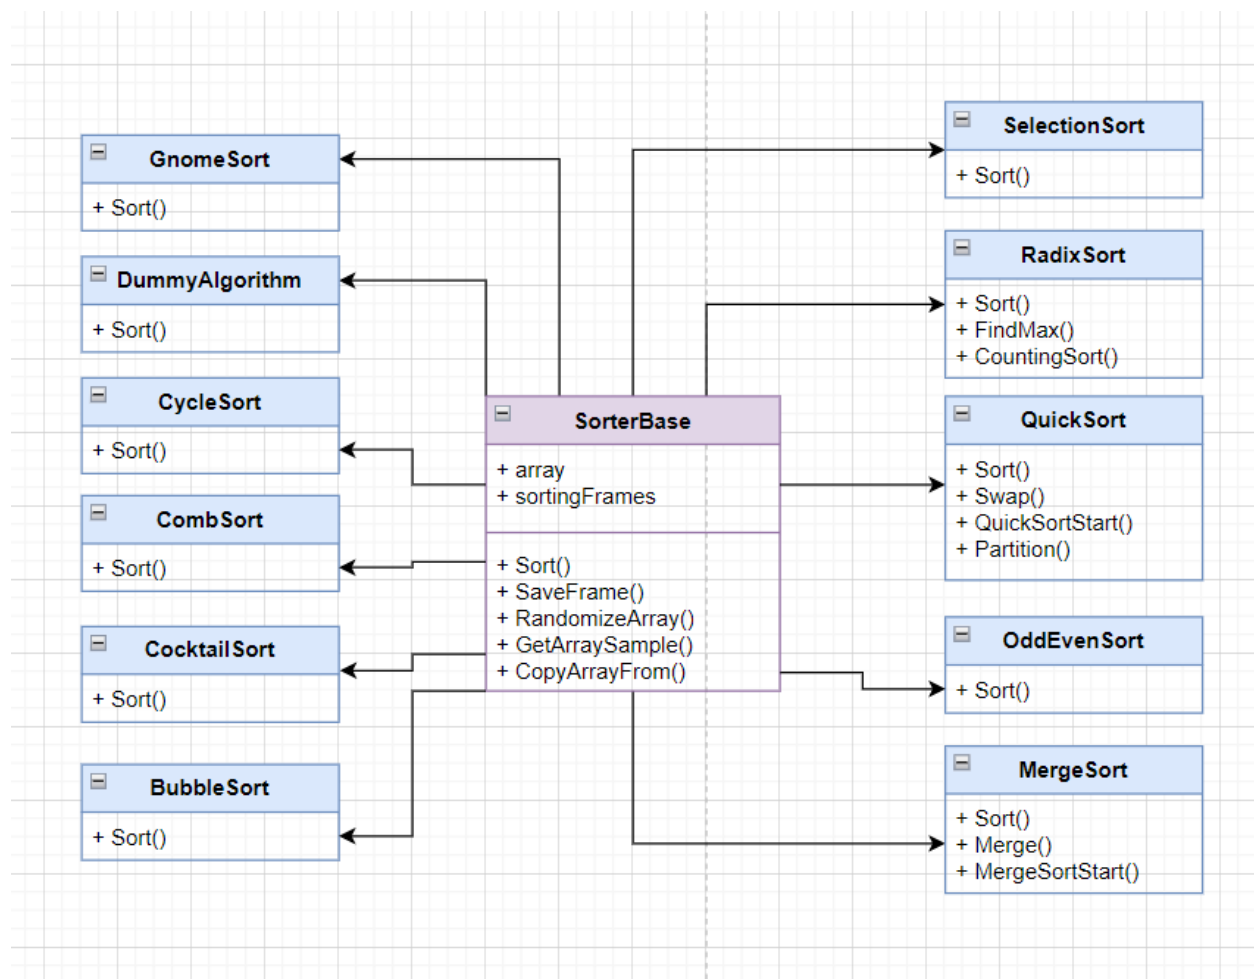 GnomeSort
+ Sort()
DummyAlgorithm
+ Sort()
CycleSort
+ Sort()
CombSort
+ Sort()
CocktailSort
+ Sort()
BubbleSort
+ Sort()
SorterBase
+ array
+ sortingFrames
+ Sort()
+ SaveFrame()
+ RandomizeArray()
+ GetArraySample()
+ CopyArrayFrom()
SelectionSort
+ Sort()
RadixSort
+ Sort()
+ FindMax()
+ CountingSort()
QuickSort
+ Sort()
+ Swap()
+ QuickSortStart()
+ Partition()
OddEvenSort
+ Sort()
MergeSort
+ Sort()
+ Merge()
+ MergeSortStart()